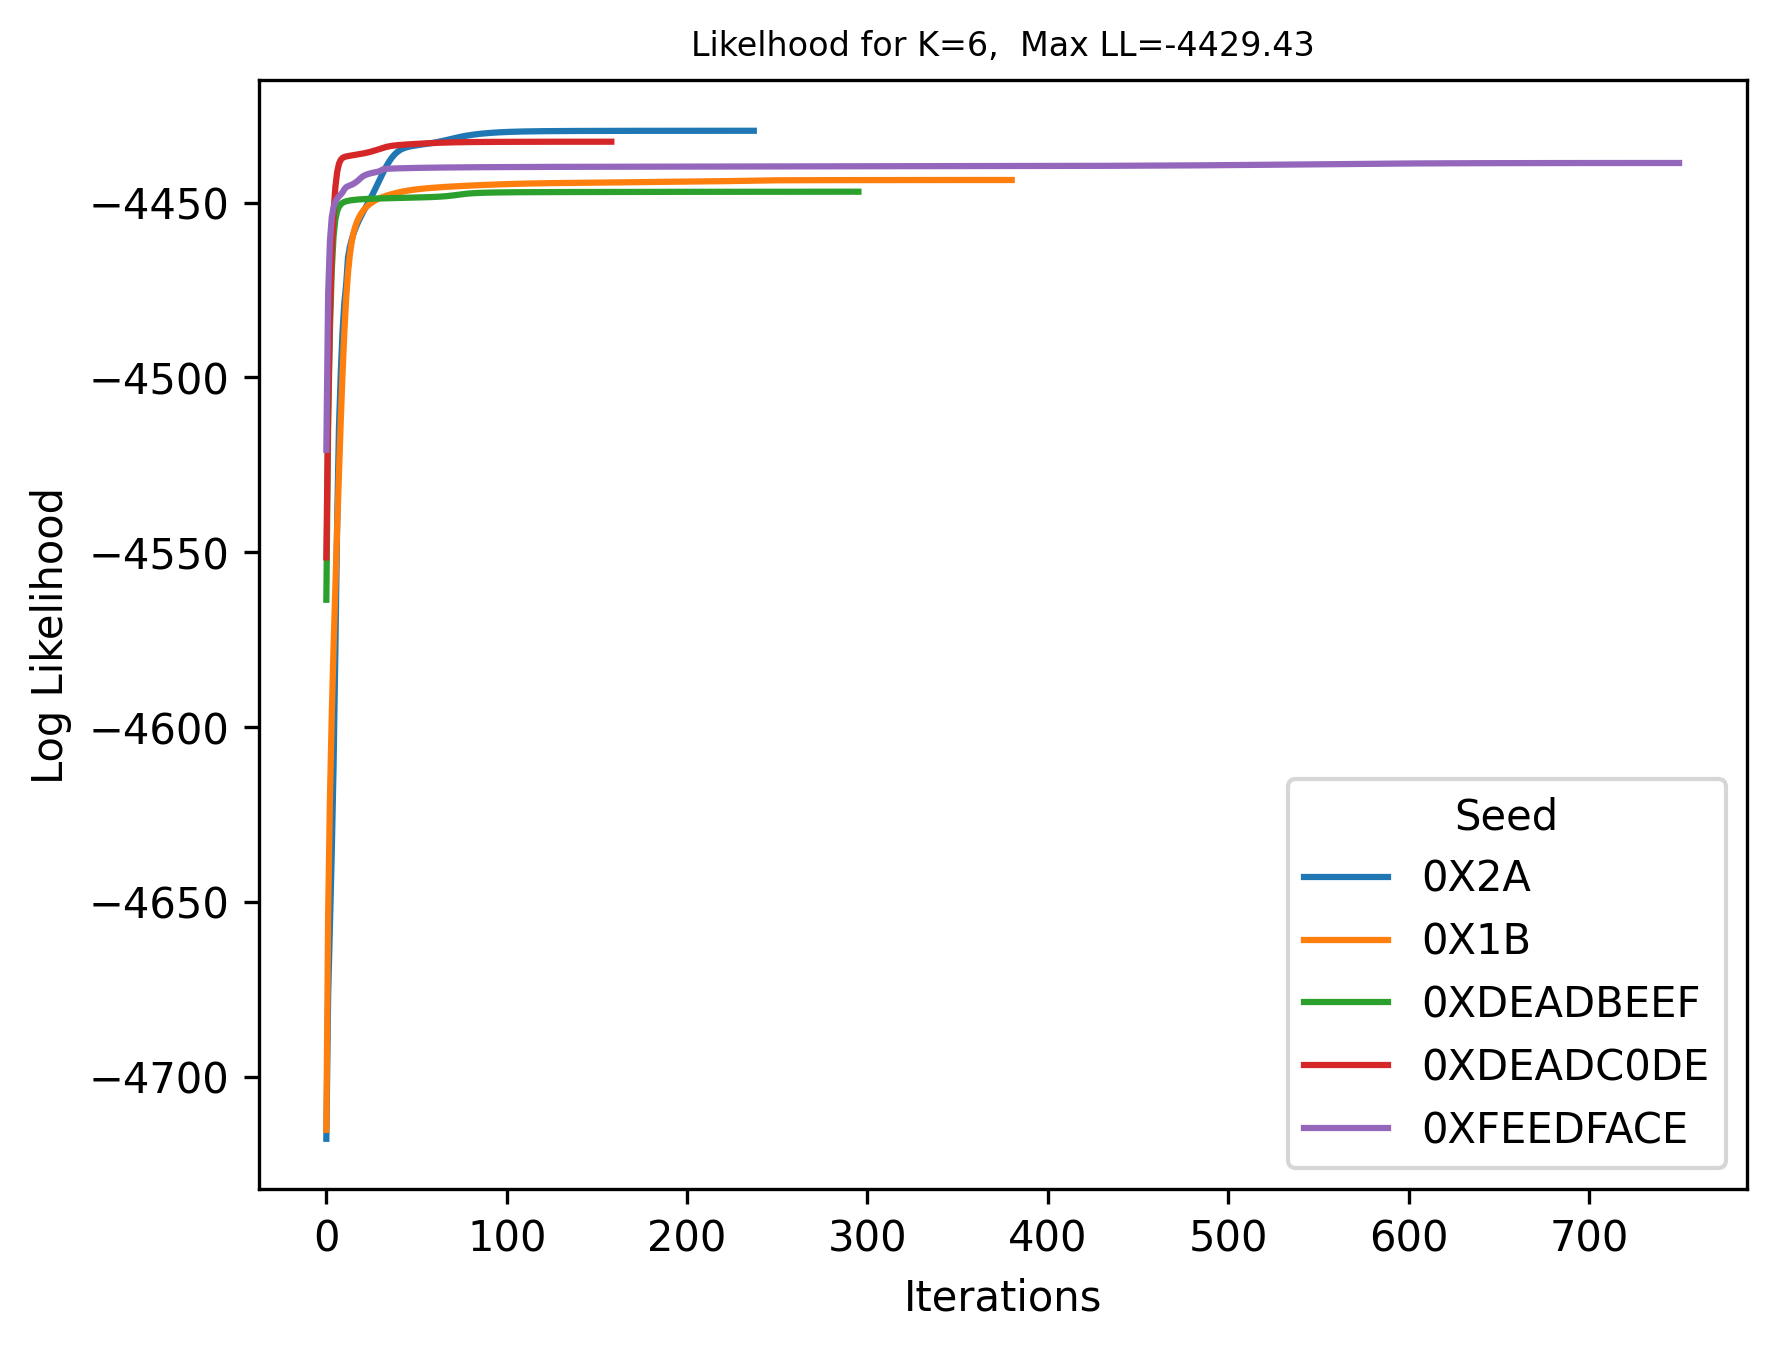 Likelhood for K=6,  Max LL=-4429.43
Log Likelihood
−4450
−4500
−4550
−4600
−4650
−4700
Seed
0X2A
0X1B
0XDEADBEEF
0XDEADC0DE
0XFEEDFACE
0 100 200 300 400 500 600 700
Iterations